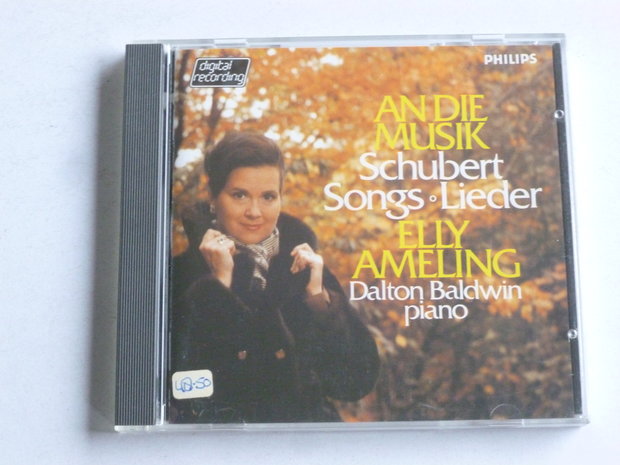 digital
recording
PHILIPS
AN DIE
MUSIK
Schubert
Songs • Lieder
ELLY
AMELING
Dalton Baldwin
piano